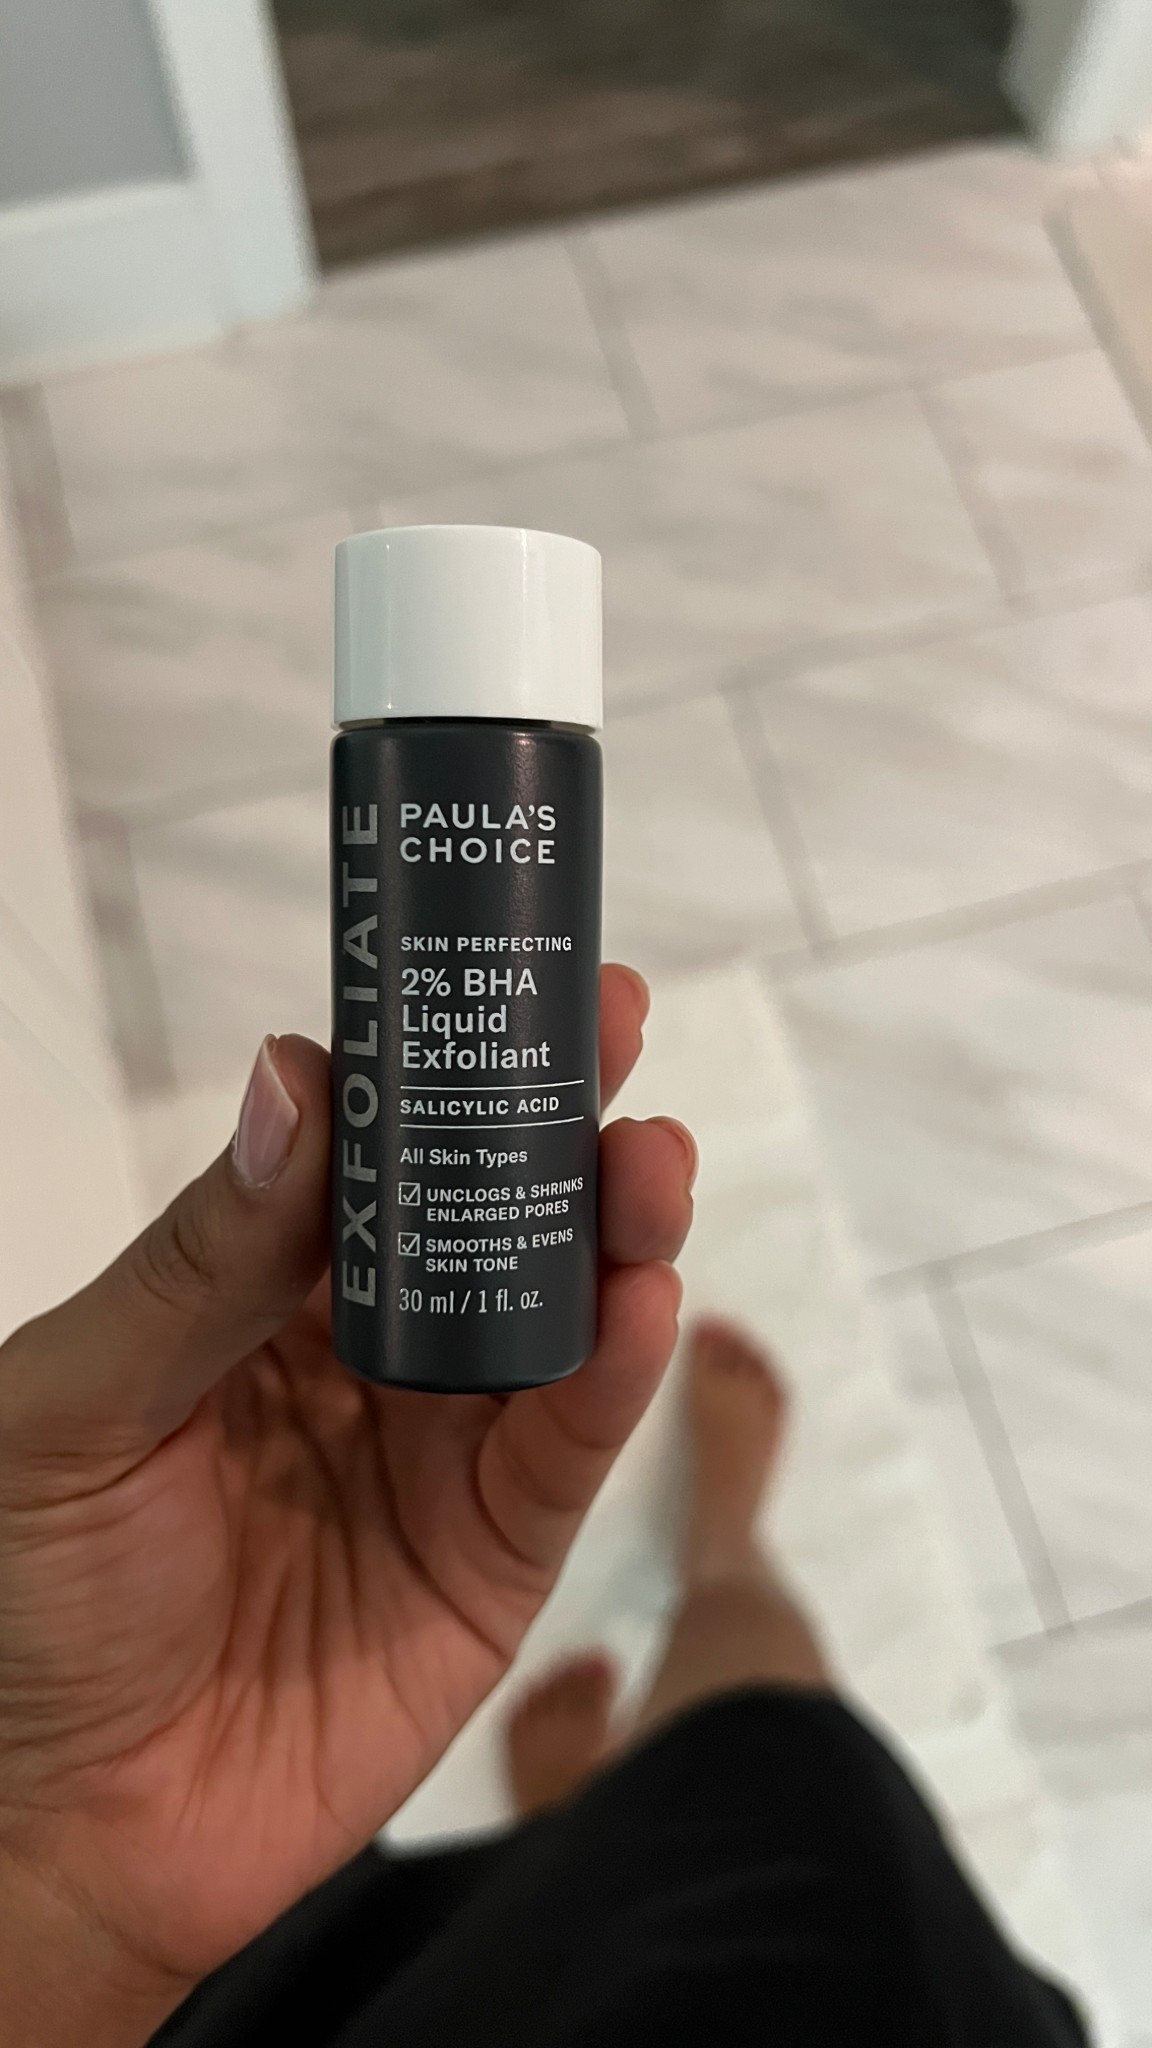 EXFOLIATE
PAULA'S
CHOICE
SKIN PERFECTING
2% BHA
Liquid
Exfoliant
SALICYLIC ACID
All Skin Types
☑ UNCLOGS & SHRINKS
ENLARGED PORES
☑ SMOOTHS & EVENS
SKIN TONE
30 ml / 1 fl. oz.